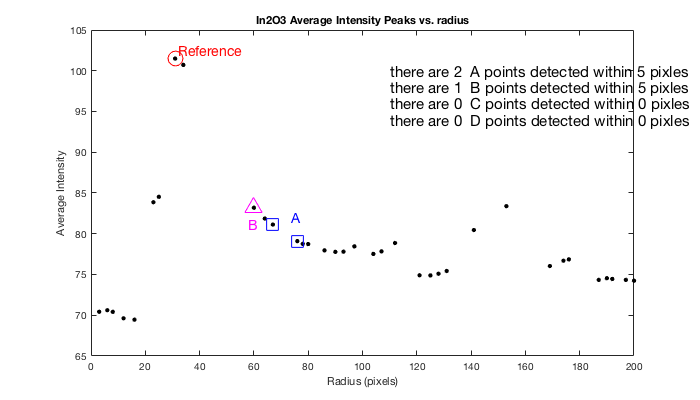 In2O3 Average Intensity Peaks vs. radius
105
Reference
there are 2 A points detected within 5 pixles
100
there are 1 B points detected within 5 pixles
there are 0 C points detected within 0 pixles
95
there are 0 D points detected within 0 pixles
90
85
A
B
80
75
70
65
Average Intensity
0 20 40 60 80 100 120 140 160 180 200
Radius (pixels)